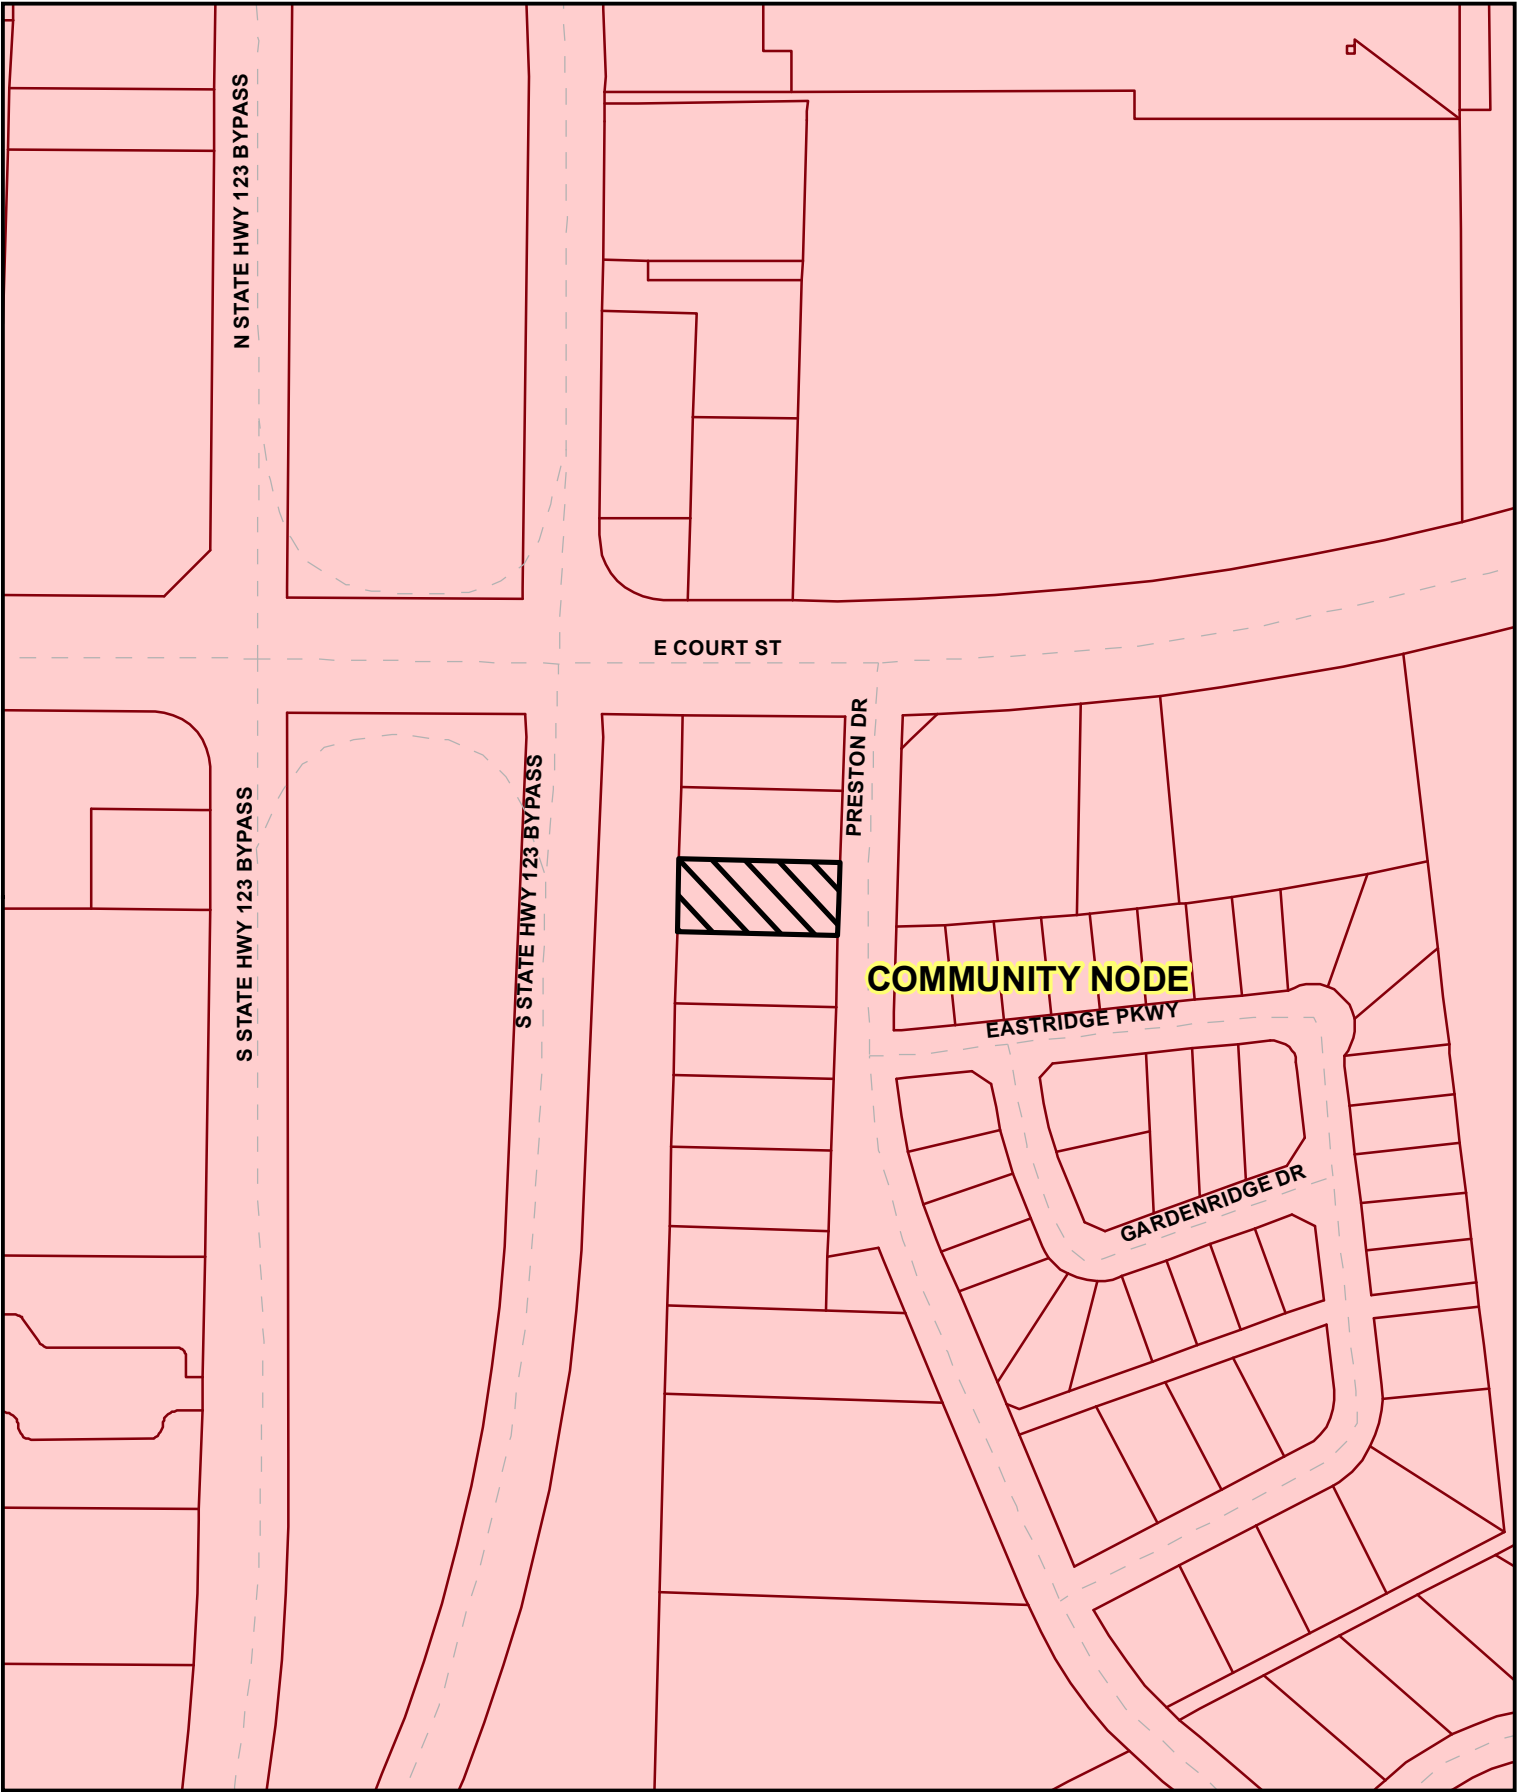 N STATE HWY 123 BYPASS
E COURT ST
PRESTON DR
S STATE HWY 123 BYPASS
S STATE HWY 123 BYPASS
COMMUNITY NODE
EASTRIDGE PKWY
GARDENRIDGE DR